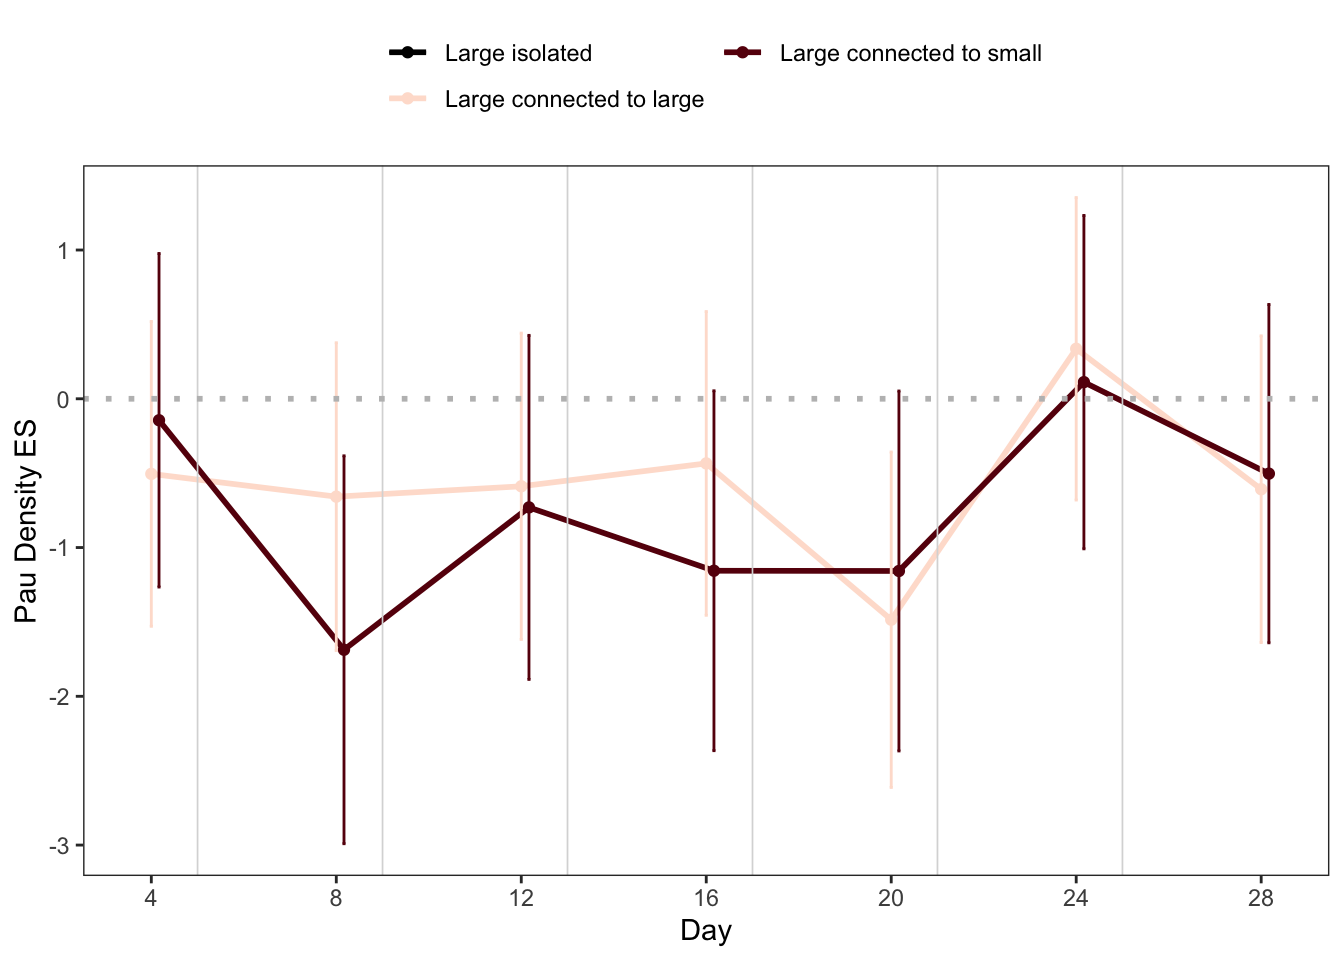 Large isolated
Large connected to small
Large connected to large
Pau Density ES
1
0
-1
-2
-3
4 8 12 16 20 24 28
Day